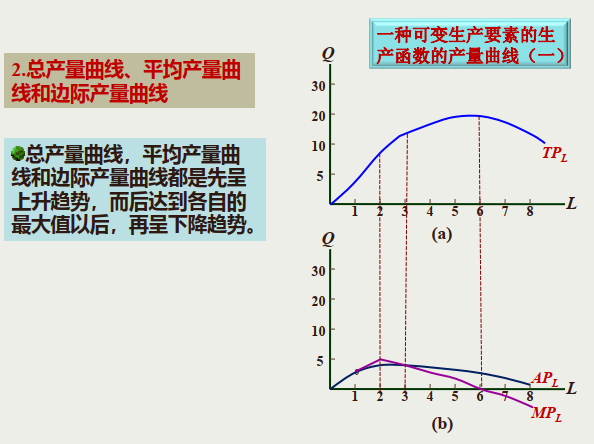 一种可变生产要素的生
产函数的产量曲线（一）
2.总产量曲线、平均产量曲
线和边际产量曲线
总产量曲线，平均产量曲
线和边际产量曲线都是先呈
上升趋势，而后达到各自的
最大值以后，再呈下降趋势。
Q
30
20
10
5
TPL
1 2 3 4 5 6 7 8 L
(a)
Q
30
20
10
5
APL
1 2 3 4 5 6 7 8 L
MPL
(b)